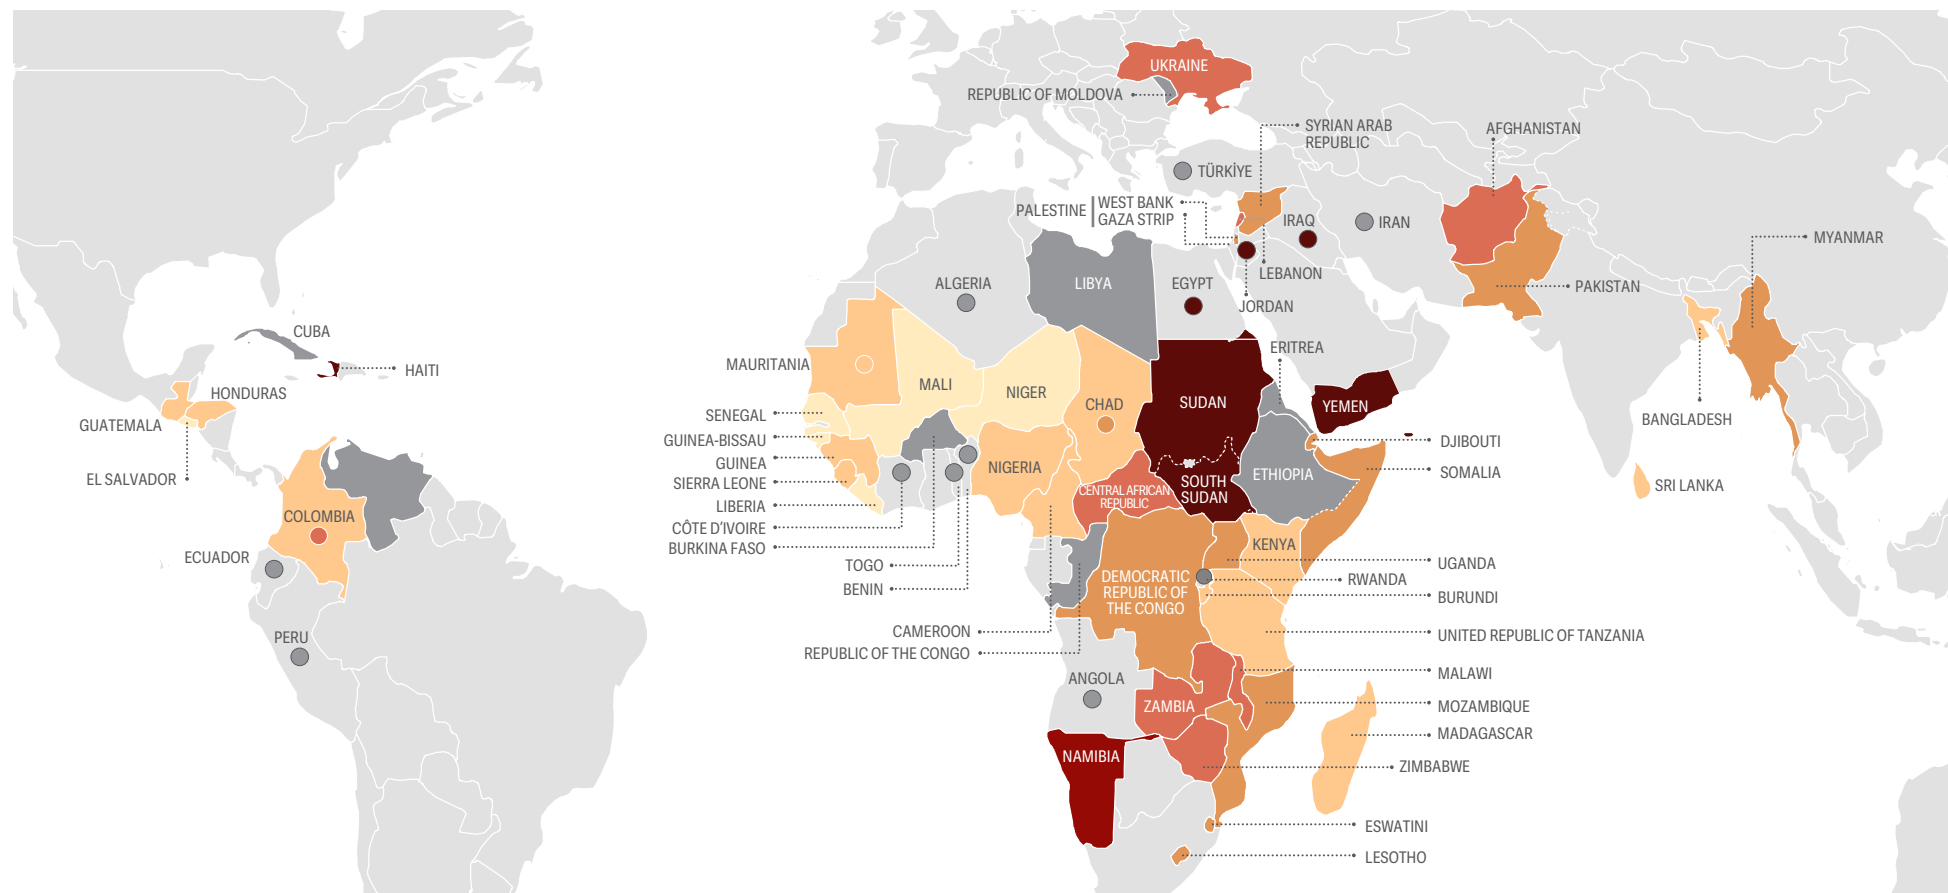 UKRAINE
REPUBLIC OF MOLDOVA
SYRIAN ARAB
REPUBLIC
AFGHANISTAN
TÜRKİYE
PALESTINE
WEST BANK
GAZA STRIP
IRAQ
IRAN
MYANMAR
LEBANON
PAKISTAN
ALGERIA
LIBYA
EGYPT
JORDAN
CUBA
HAITI
ERITREA
MAURITANIA
HONDURAS
MALI
NIGER
CHAD
SUDAN
YEMEN
GUATEMALA
SENEGAL
BANGLADESH
GUINEA-BISSAU
DJIBOUTI
GUINEA
NIGERIA
ETHIOPIA
SOMALIA
EL SALVADOR
SIERRA LEONE
CENTRAL AFRICAN
REPUBLIC
SOUTH
SUDAN
SRI LANKA
LIBERIA
COLOMBIA
CÔTE D'IVOIRE
BURKINA FASO
KENYA
ECUADOR
TOGO
UGANDA
BENIN
DEMOCRATIC
REPUBLIC OF
THE CONGO
RWANDA
BURUNDI
CAMEROON
UNITED REPUBLIC OF TANZANIA
PERU
REPUBLIC OF THE CONGO
MALAWI
ANGOLA
ZAMBIA
MOZAMBIQUE
MADAGASCAR
NAMIBIA
ZIMBABWE
ESWATINI
LESOTHO